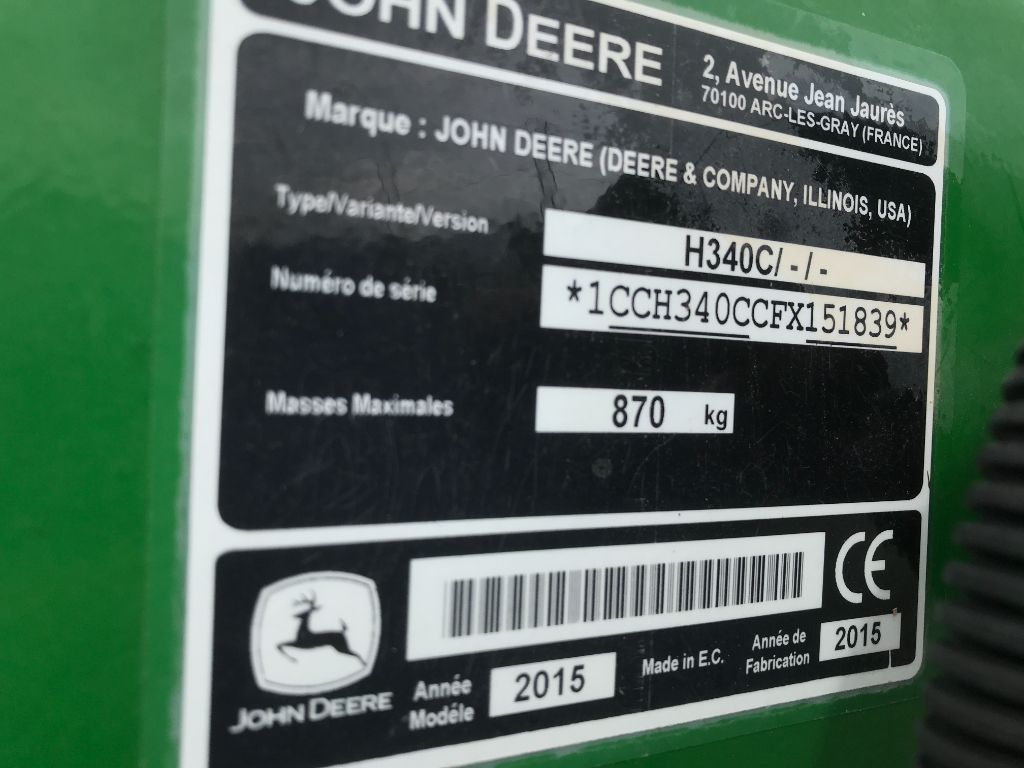 JOHN DEERE
2, Avenue Jean Jaurès
70100 ARC-LES-GRAY (FRANCE)
Marque : JOHN DEERE (DEERE & COMPANY, ILLINOIS, USA)
Type/Variante/Version H340C/ - / -
Numéro de série *1CCH340CCFX151839*
Masses Maximales 870 kg
CE
JOHN DEERE
Année Modéle 2015
Made in E.C.
Année de Fabrication 2015